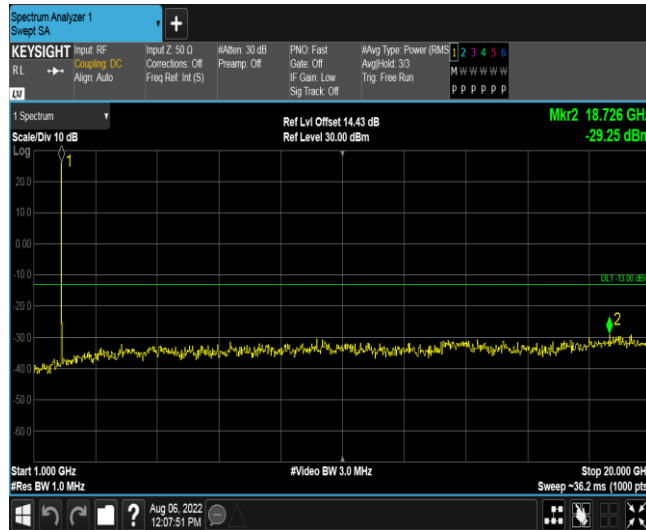 Spectrum Analyzer 1
Swept SA
+
KEYSIGHT
RL
LXI
Input: RF
Coupling: DC
Align: Auto
Input Z: 50 Ω
Corrections: Off
Freq Ref: Int (S)
#Atten: 30 dB
Preamp: Off
PNO: Fast
Gate: Off
IF Gain: Low
Sig Track: Off
#Avg Type: Power (RMS
Avg|Hold: 3/3
Trig: Free Run
1 2 3 4 5 6
M W W W W W
P P P P P P
1 Spectrum
Scale/Div 10 dB
Log
Ref Lvl Offset 14.43 dB
Ref Level 30.00 dBm
Mkr2 18.726 GHz
-29.25 dBm
1
20.0
10.0
0.00
-10.0
DL1 -13.00 dB
-20.0
2
-30.0
-40.0
-50.0
-60.0
Start 1.000 GHz
#Video BW 3.0 MHz
Stop 20.000 GHz
#Res BW 1.0 MHz
Sweep ~36.2 ms (1000 pts
?
Aug 06, 2022
12:07:51 PM